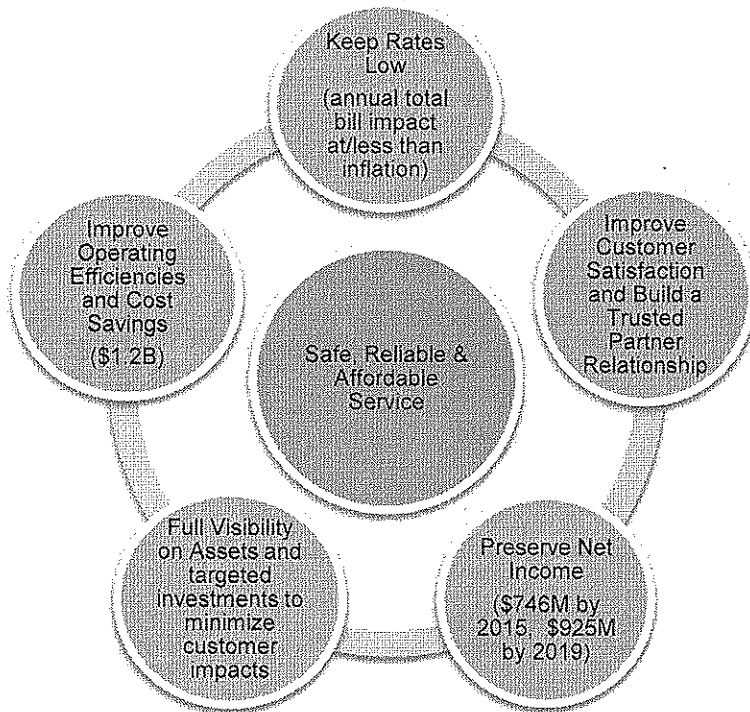 Keep Rates
Low
(annual total
bill impact
at/less than
inflation)
Improve
Customer
Satisfaction
and Build a
Trusted
Partner
Relationship
Preserve Net
Income
($746M by
2015, $925M
by 2019)
Full Visibility
on Assets and
targeted
investments to
minimize
customer
impacts
Improve
Operating
Efficiencies
and Cost
Savings
($1.2B)
Safe, Reliable &
Affordable
Service